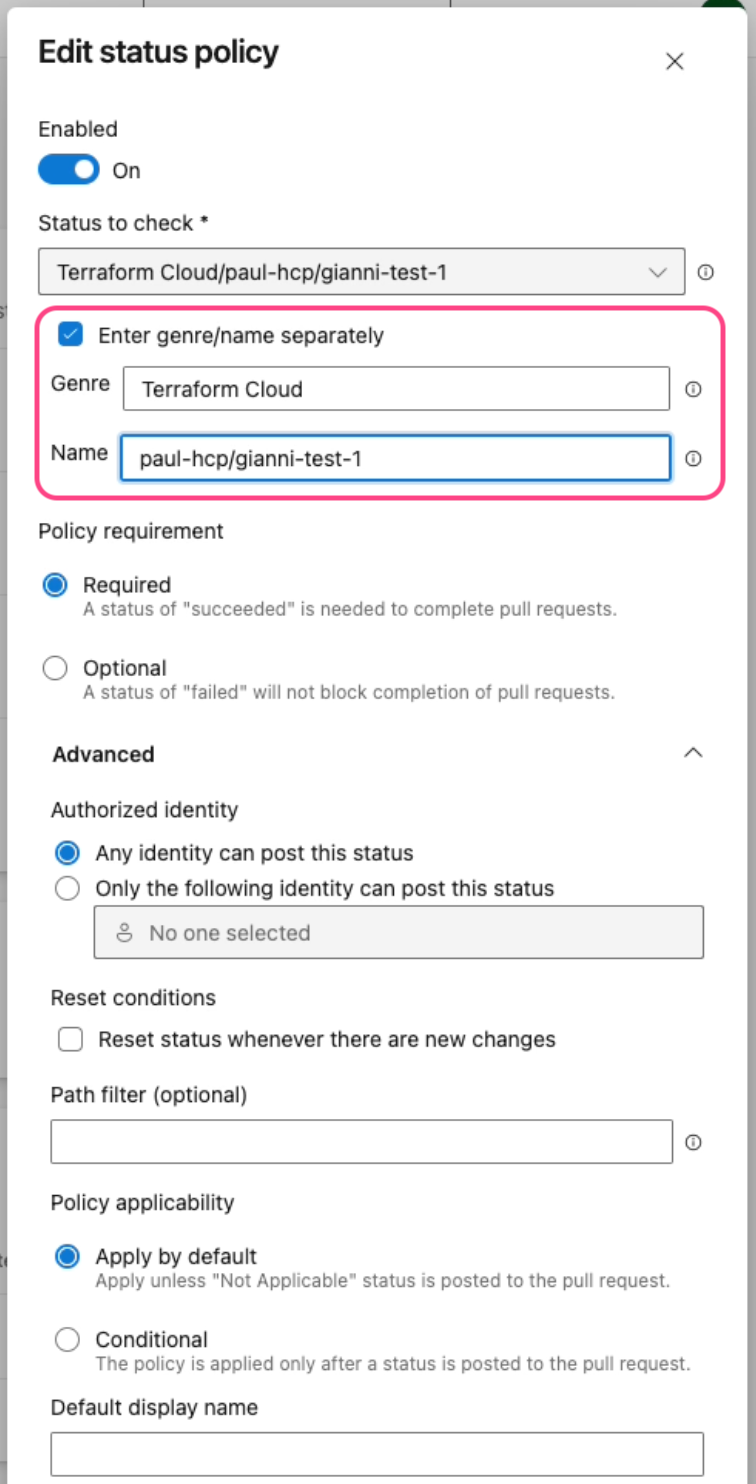 Edit status policy
Enabled
On
Status to check *
Terraform Cloud/paul-hcp/gianni-test-1
Enter genre/name separately
Genre
Terraform Cloud
Name
paul-hcp/gianni-test-1
Policy requirement
Required
A status of "succeeded" is needed to complete pull requests.
Optional
A status of "failed" will not block completion of pull requests.
Advanced
Authorized identity
Any identity can post this status
Only the following identity can post this status
No one selected
Reset conditions
Reset status whenever there are new changes
Path filter (optional)
Policy applicability
Apply by default
Apply unless "Not Applicable" status is posted to the pull request.
Conditional
The policy is applied only after a status is posted to the pull request.
Default display name